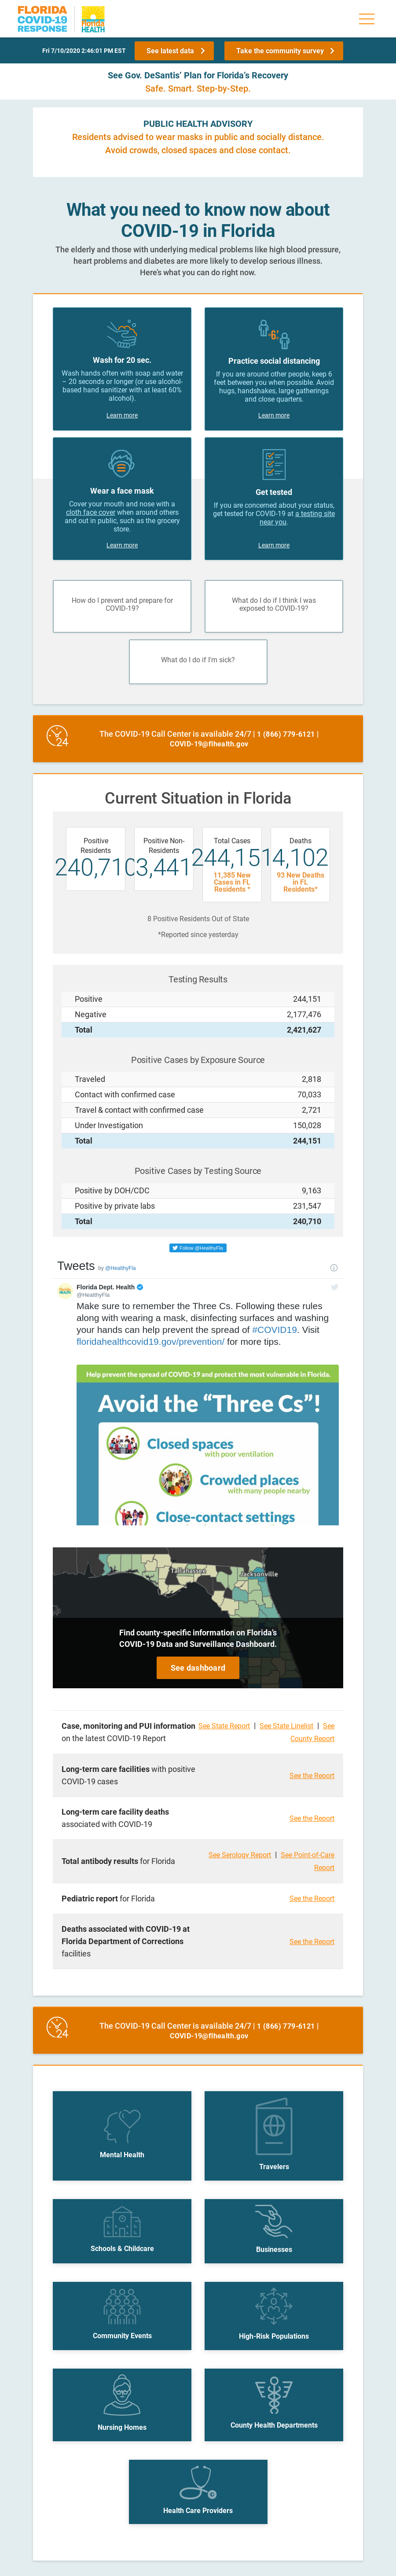 FLORIDA
COVID-19
RESPONSE
Florida
HEALTH
Fri 7/10/2020 2:46:01 PM EST
See latest data
Take the community survey
See Gov. DeSantis' Plan for Florida's Recovery
Safe. Smart. Step-by-Step.
PUBLIC HEALTH ADVISORY
Residents advised to wear masks in public and socially distance.
Avoid crowds, closed spaces and close contact.
What you need to know now about
COVID-19 in Florida
The elderly and those with underlying medical problems like high blood pressure,
heart problems and diabetes are more likely to develop serious illness.
Here's what you can do right now.
Wash for 20 sec.
Wash hands often with soap and water
– 20 seconds or longer (or use alcohol-
based hand sanitizer with at least 60%
alcohol).
Learn more
6'
Practice social distancing
If you are around other people, keep 6
feet between you when possible. Avoid
hugs, handshakes, large gatherings
and close quarters.
Learn more
Wear a face mask
Cover your mouth and nose with a
cloth face cover when around others
and out in public, such as the grocery
store.
Learn more
Get tested
If you are concerned about your status,
get tested for COVID-19 at a testing site
near you.
Learn more
How do I prevent and prepare for
COVID-19?
What do I do if I think I was
exposed to COVID-19?
What do I do if I'm sick?
24
The COVID-19 Call Center is available 24/7 | 1 (866) 779-6121 |
COVID-19@flhealth.gov
Current Situation in Florida
Positive
Residents
240,710
Positive Non-
Residents
3,441
Total Cases
244,151
11,385 New
Cases in FL
Residents *
Deaths
4,102
93 New Deaths
in FL
Residents*
8 Positive Residents Out of State
*Reported since yesterday
Testing Results
Positive 244,151
Negative 2,177,476
Total 2,421,627
Positive Cases by Exposure Source
Traveled 2,818
Contact with confirmed case 70,033
Travel & contact with confirmed case 2,721
Under Investigation 150,028
Total 244,151
Positive Cases by Testing Source
Positive by DOH/CDC 9,163
Positive by private labs 231,547
Total 240,710
Follow @HealthyFla
Tweets by @HealthyFla
Florida Dept. Health
@HealthyFla
Make sure to remember the Three Cs. Following these rules
along with wearing a mask, disinfecting surfaces and washing
your hands can help prevent the spread of #COVID19. Visit
floridahealthcovid19.gov/prevention/ for more tips.
Help prevent the spread of COVID-19 and protect the most vulnerable in Florida.
Avoid the "Three Cs"!
Closed spaces
with poor ventilation
Crowded places
with many people nearby
Close-contact settings
Tallahassee
Jacksonville
Find county-specific information on Florida's
COVID-19 Data and Surveillance Dashboard.
See dashboard
Case, monitoring and PUI information
on the latest COVID-19 Report
See State Report | See State Linelist | See
County Report
Long-term care facilities with positive
COVID-19 cases
See the Report
Long-term care facility deaths
associated with COVID-19
See the Report
Total antibody results for Florida
See Serology Report | See Point-of-Care
Report
Pediatric report for Florida
See the Report
Deaths associated with COVID-19 at
Florida Department of Corrections
facilities
See the Report
24
The COVID-19 Call Center is available 24/7 | 1 (866) 779-6121 |
COVID-19@flhealth.gov
Mental Health
Travelers
Schools & Childcare
Businesses
Community Events
High-Risk Populations
Nursing Homes
County Health Departments
Health Care Providers